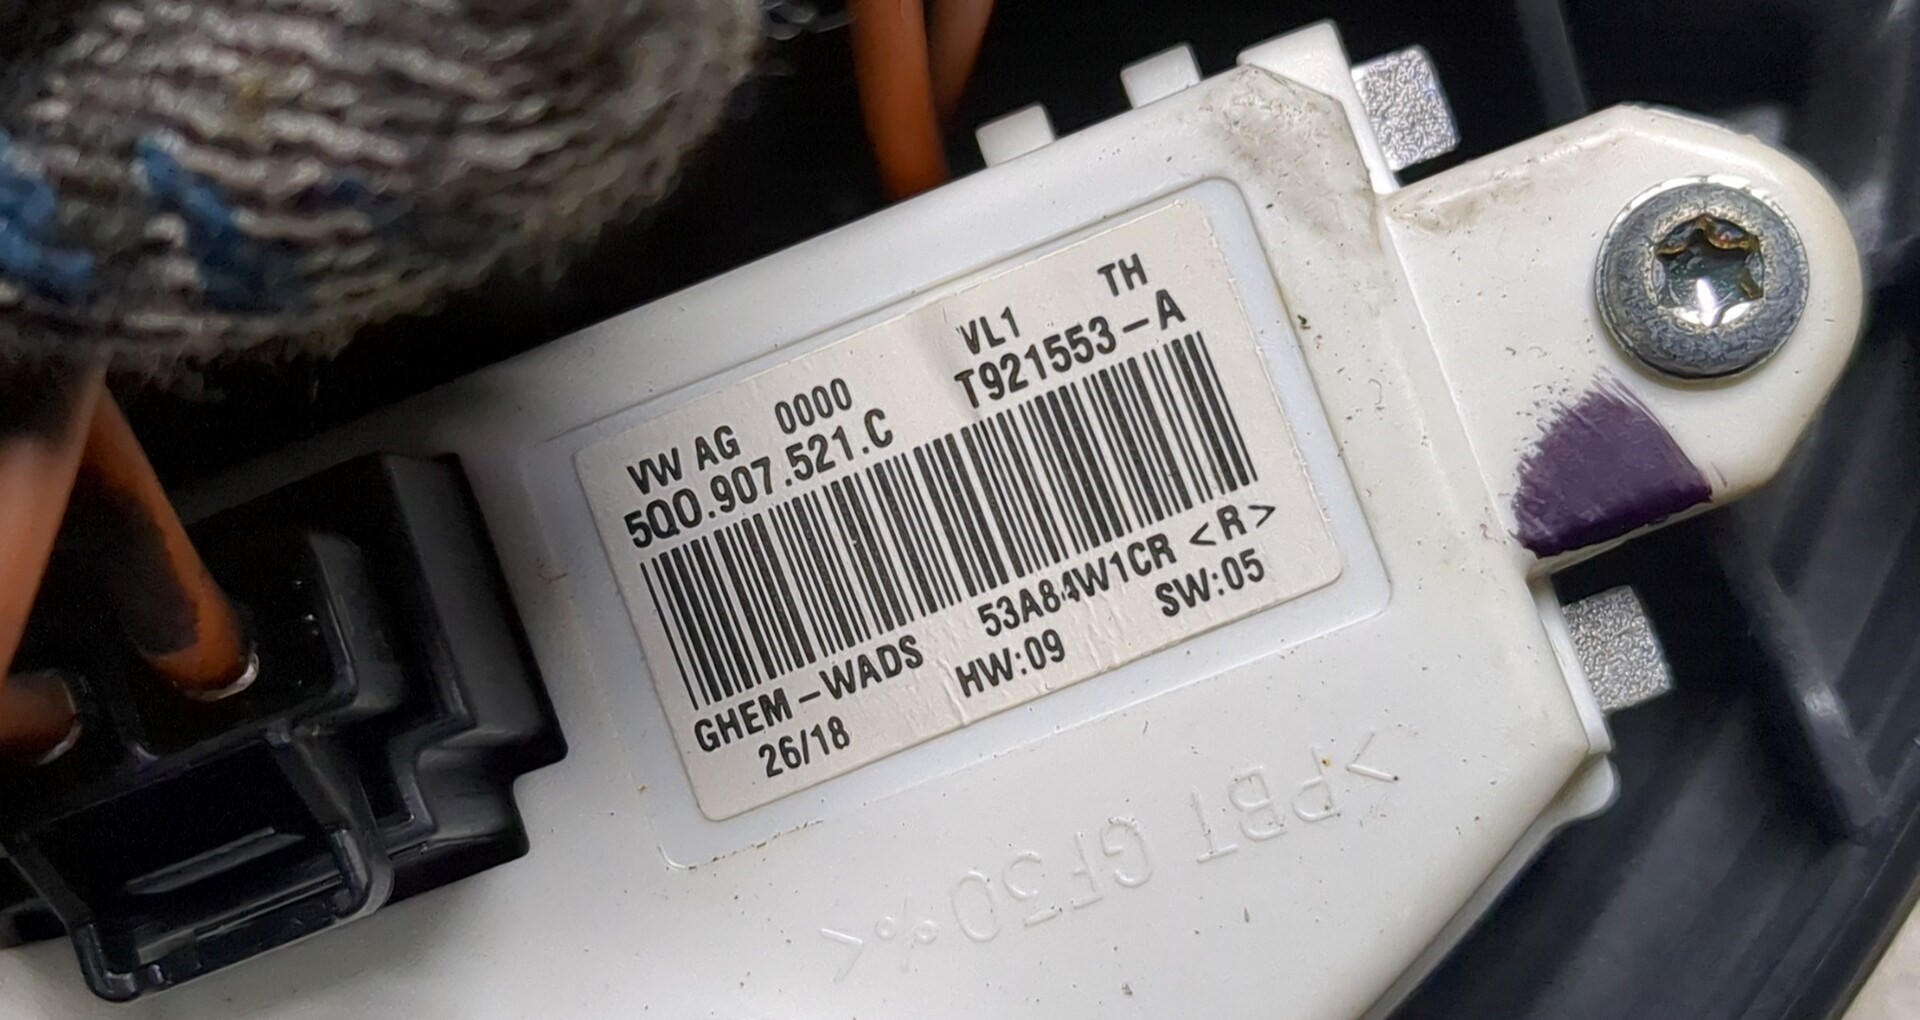 TH
VW AG 0000 VL1
5Q0.907.521.C T921553-A
GHEM-WADS 53A84W1CR <R>
26/18 HW:09 SW:05
>PBT GF30%<